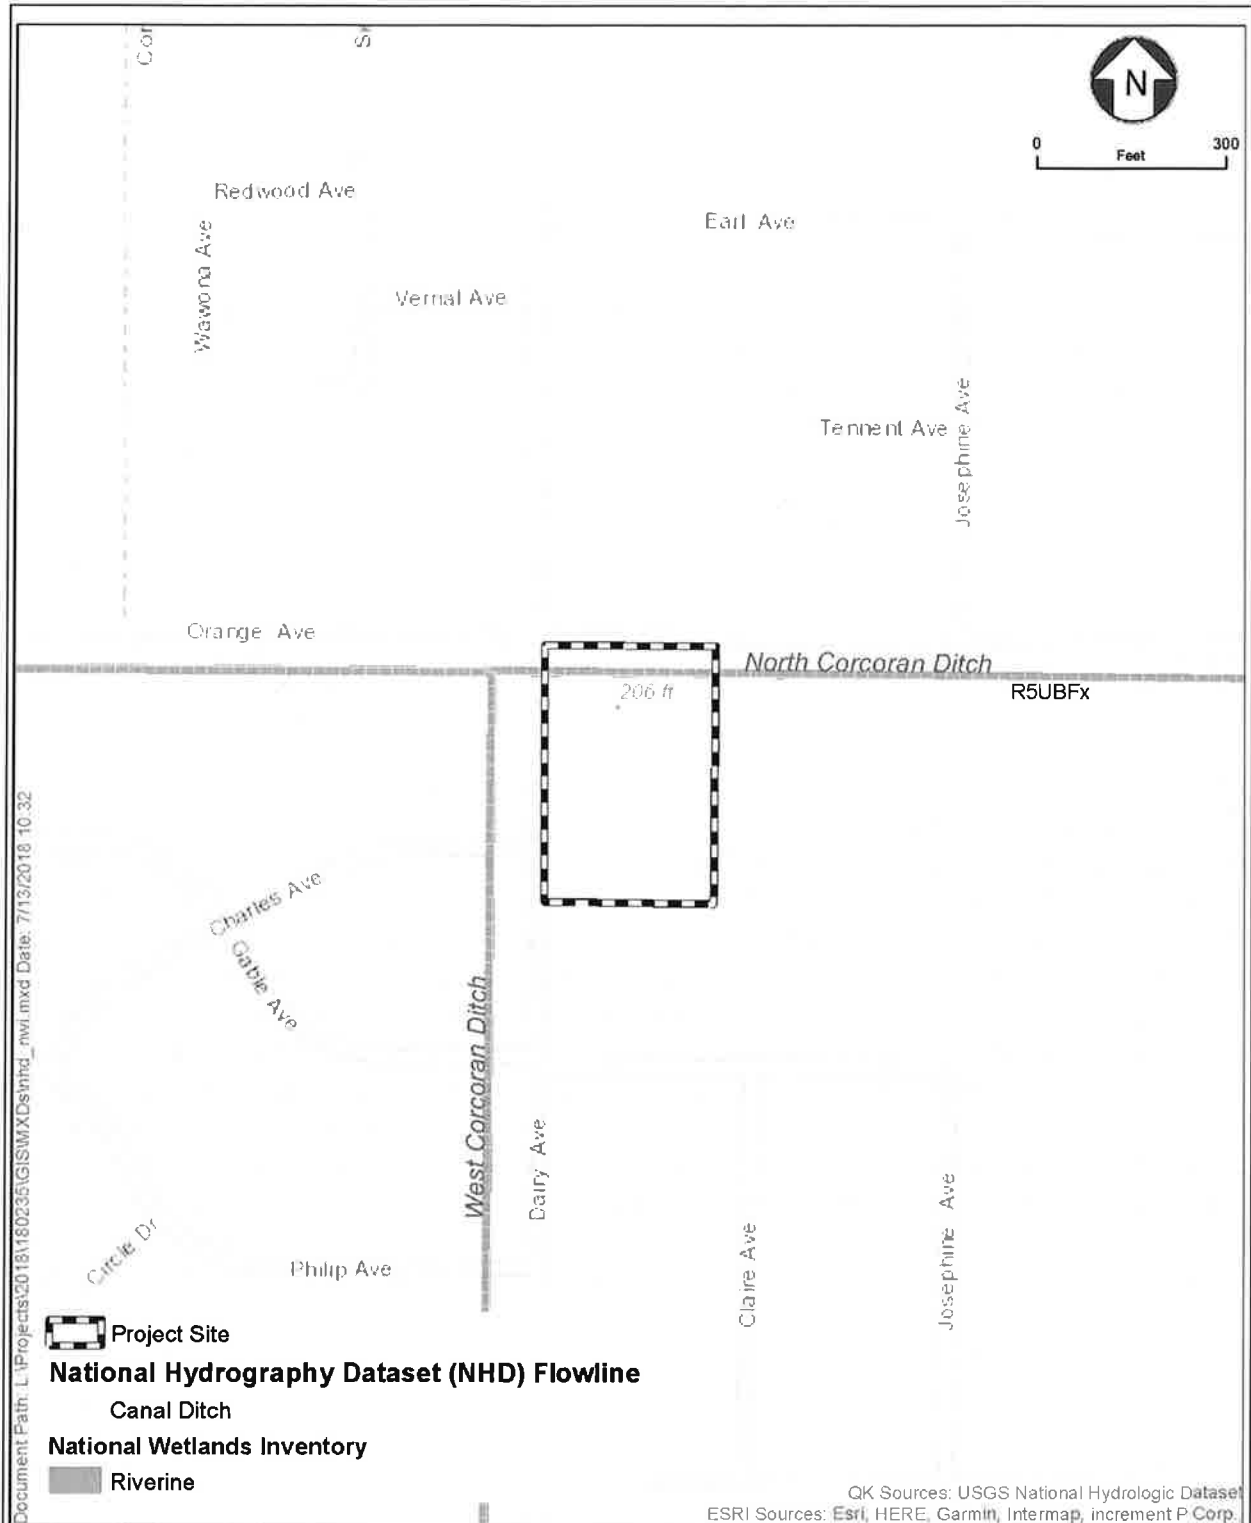 N
0 300
Feet
Redwood Ave
Earl Ave
Wawona Ave
Vernal Ave
Tennent Ave
Josephine Ave
Orange Ave
North Corcoran Ditch
R5UBFx
206 ft
Charles Ave
Gable Ave
West Corcoran Ditch
Dairy Ave
Circle Dr
Philip Ave
Claire Ave
Josephine Ave
Project Site
National Hydrography Dataset (NHD) Flowline
Canal Ditch
National Wetlands Inventory
Riverine
Document Path: L:\Projects\2018\180235\GIS\MXDs\nhd_nwi.mxd Date: 7/13/2018 10:32
QK Sources: USGS National Hydrologic Dataset
ESRI Sources: Esri, HERE, Garmin, Intermap, increment P Corp.